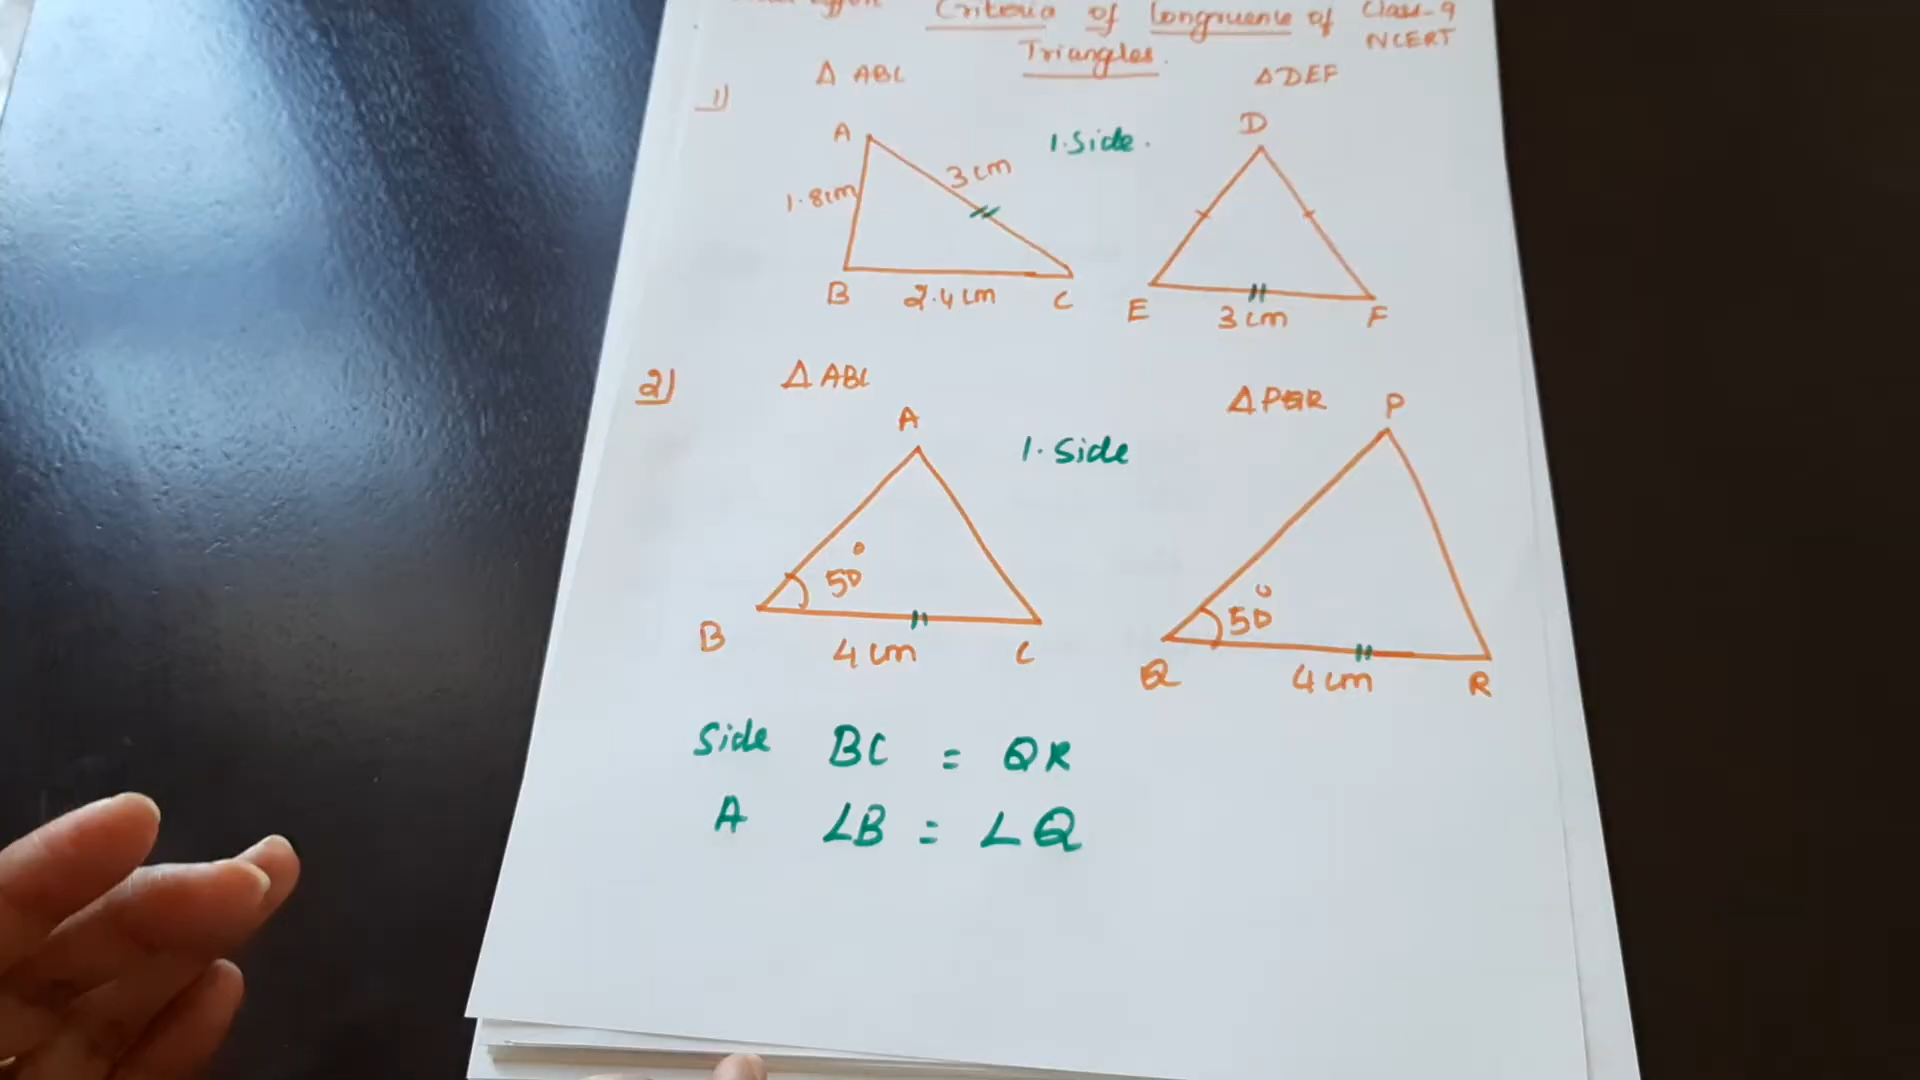 Criteria of Congruence of Class-9
Triangles. NCERT
1) Δ ABC Δ DEF
A 1. Side. D
1.8cm 3cm
B 2.4cm C E 3cm F
2) Δ ABC Δ PQR
A 1. Side P
50° 50°
B 4cm C Q 4cm R
Side BC = QR
A ∠B = ∠Q